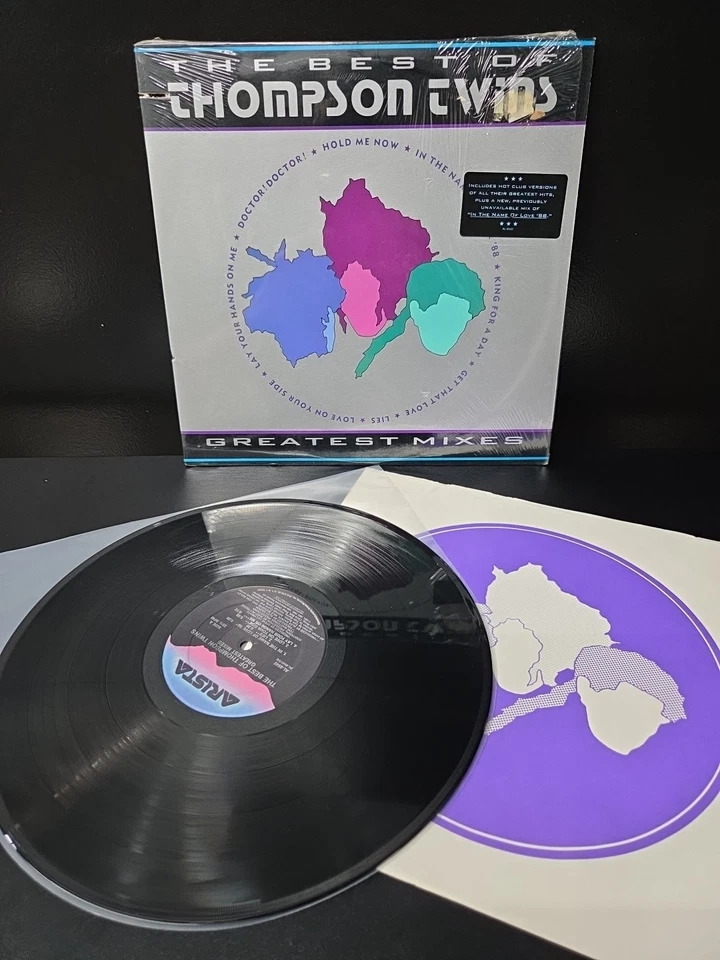 THE BEST OF
THOMPSON TWINS
DOCTOR! DOCTOR! ★ HOLD ME NOW ★ IN THE NA
'88 ★ KING FOR A DAY ★ GET THAT LOVE ★ LIES ★ LOVE ON YOUR SIDE ★ LAY YOUR HANDS ON ME ★
★ ★ ★
INCLUDES HOT CLUB VERSIONS
OF ALL THEIR GREATEST HITS,
PLUS A NEW, PREVIOUSLY
UNAVAILABLE MIX OF
"IN THE NAME OF LOVE '88."
★ ★ ★
GREATEST MIXES
ARISTA
THE BEST OF THOMPSON TWINS
GREATEST MIXES